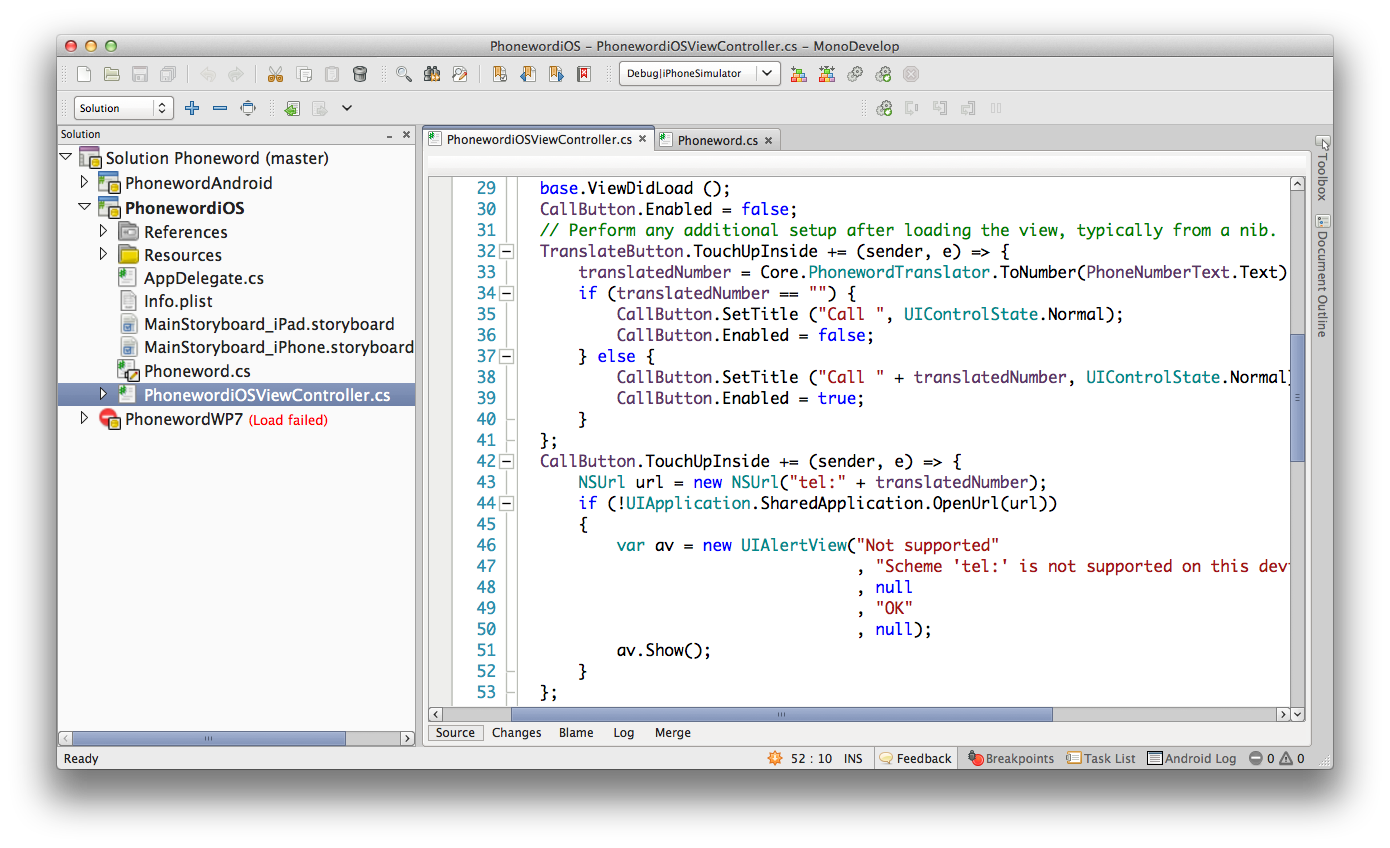 PhonewordiOS – PhonewordiOSViewController.cs – MonoDevelop
Debug|iPhoneSimulator
Solution
Solution
Solution Phoneword (master)
PhonewordAndroid
PhonewordiOS
References
Resources
AppDelegate.cs
Info.plist
MainStoryboard_iPad.storyboard
MainStoryboard_iPhone.storyboard
Phoneword.cs
PhonewordiOSViewController.cs
PhonewordWP7 (Load failed)
PhonewordiOSViewController.cs
Phoneword.cs
29 base.ViewDidLoad ();
30 CallButton.Enabled = false;
31 // Perform any additional setup after loading the view, typically from a nib.
32 TranslateButton.TouchUpInside += (sender, e) => {
33 translatedNumber = Core.PhonewordTranslator.ToNumber(PhoneNumberText.Text)
34 if (translatedNumber == "") {
35 CallButton.SetTitle ("Call ", UIControlState.Normal);
36 CallButton.Enabled = false;
37 } else {
38 CallButton.SetTitle ("Call " + translatedNumber, UIControlState.Normal)
39 CallButton.Enabled = true;
40 }
41 };
42 CallButton.TouchUpInside += (sender, e) => {
43 NSUrl url = new NSUrl("tel:" + translatedNumber);
44 if (!UIApplication.SharedApplication.OpenUrl(url))
45 {
46 var av = new UIAlertView("Not supported"
47 , "Scheme 'tel:' is not supported on this dev
48 , null
49 , "OK"
50 , null);
51 av.Show();
52 }
53 };
Toolbox
Document Outline
Source Changes Blame Log Merge
Ready
52 : 10 INS Feedback Breakpoints Task List Android Log 0 0